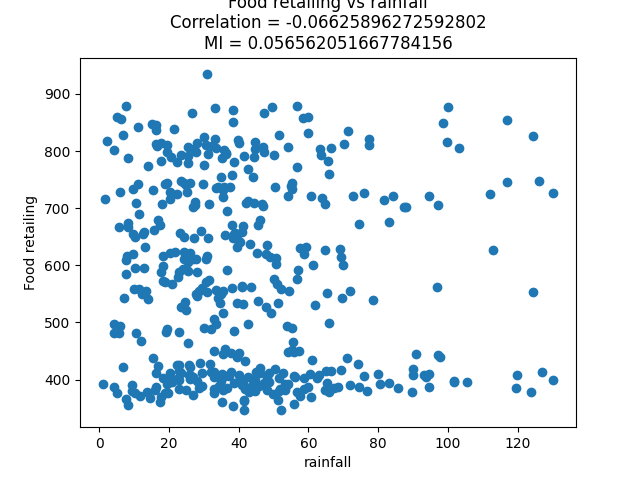 Food retailing vs rainfall
Correlation = -0.06625896272592802
MI = 0.056562051667784156
900
800
700
600
500
400
Food retailing
0 20 40 60 80 100 120
rainfall